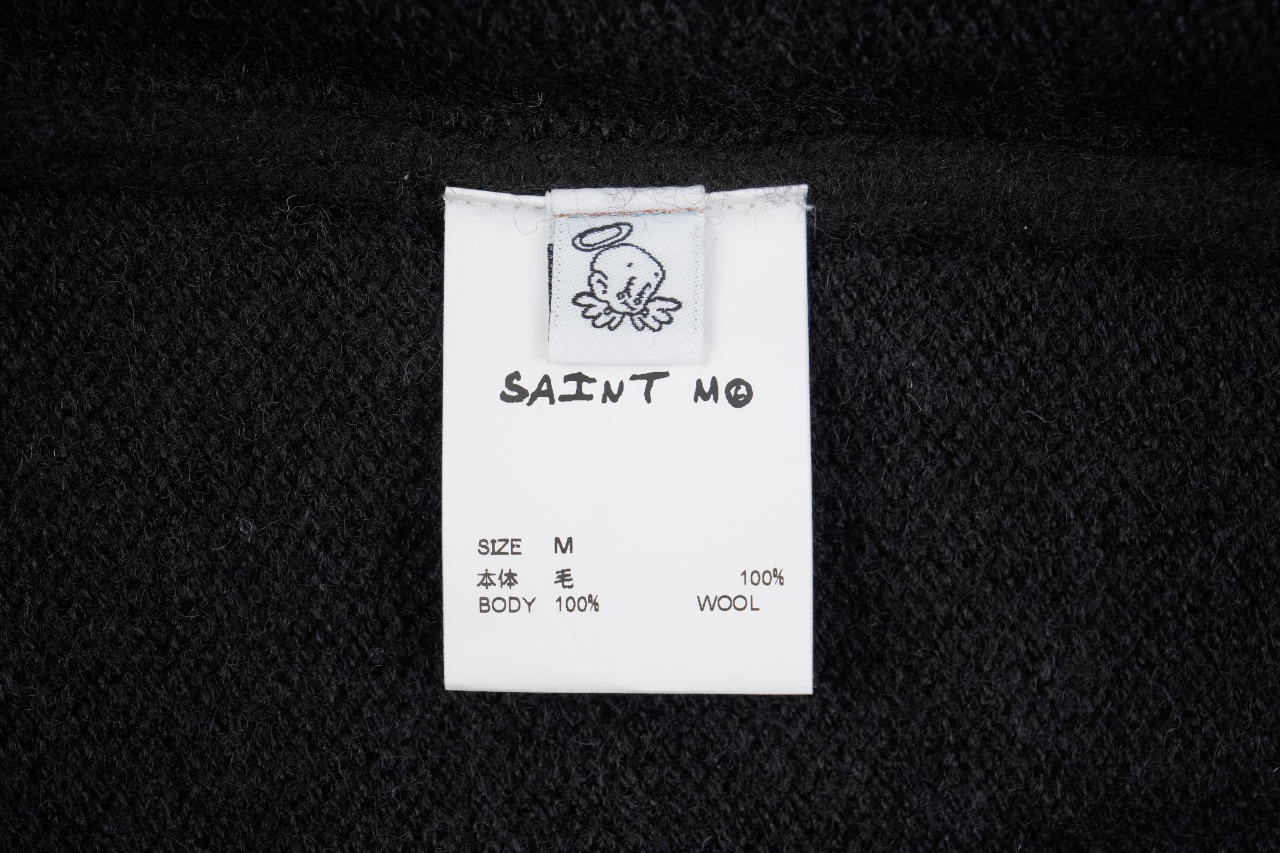 SAINT M©
SIZE M
本体 毛 100%
BODY 100% WOOL